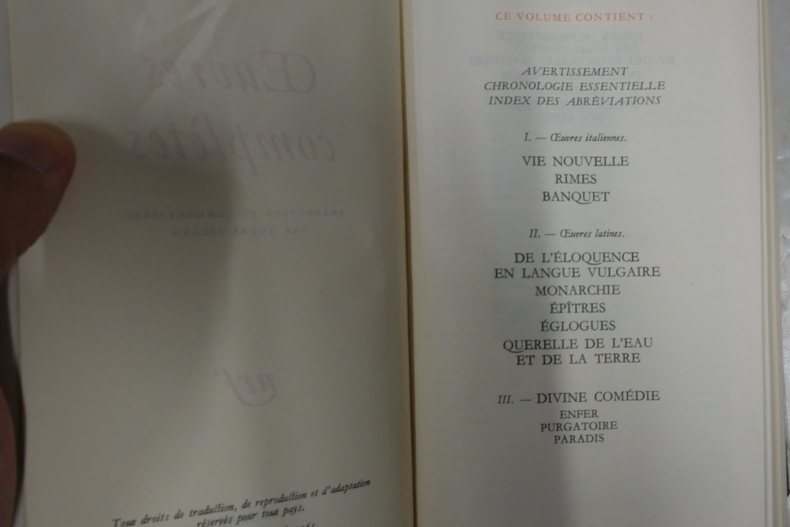 Tous droits de traduction, de reproduction et d'adaptation
réservés pour tous pays.
CE VOLUME CONTIENT :
AVERTISSEMENT
CHRONOLOGIE ESSENTIELLE
INDEX DES ABRÉVIATIONS
I. — Œuvres italiennes.
VIE NOUVELLE
RIMES
BANQUET
II. — Œuvres latines.
DE L'ÉLOQUENCE
EN LANGUE VULGAIRE
MONARCHIE
ÉPÎTRES
ÉGLOGUES
QUERELLE DE L'EAU
ET DE LA TERRE
III. — DIVINE COMÉDIE
ENFER
PURGATOIRE
PARADIS